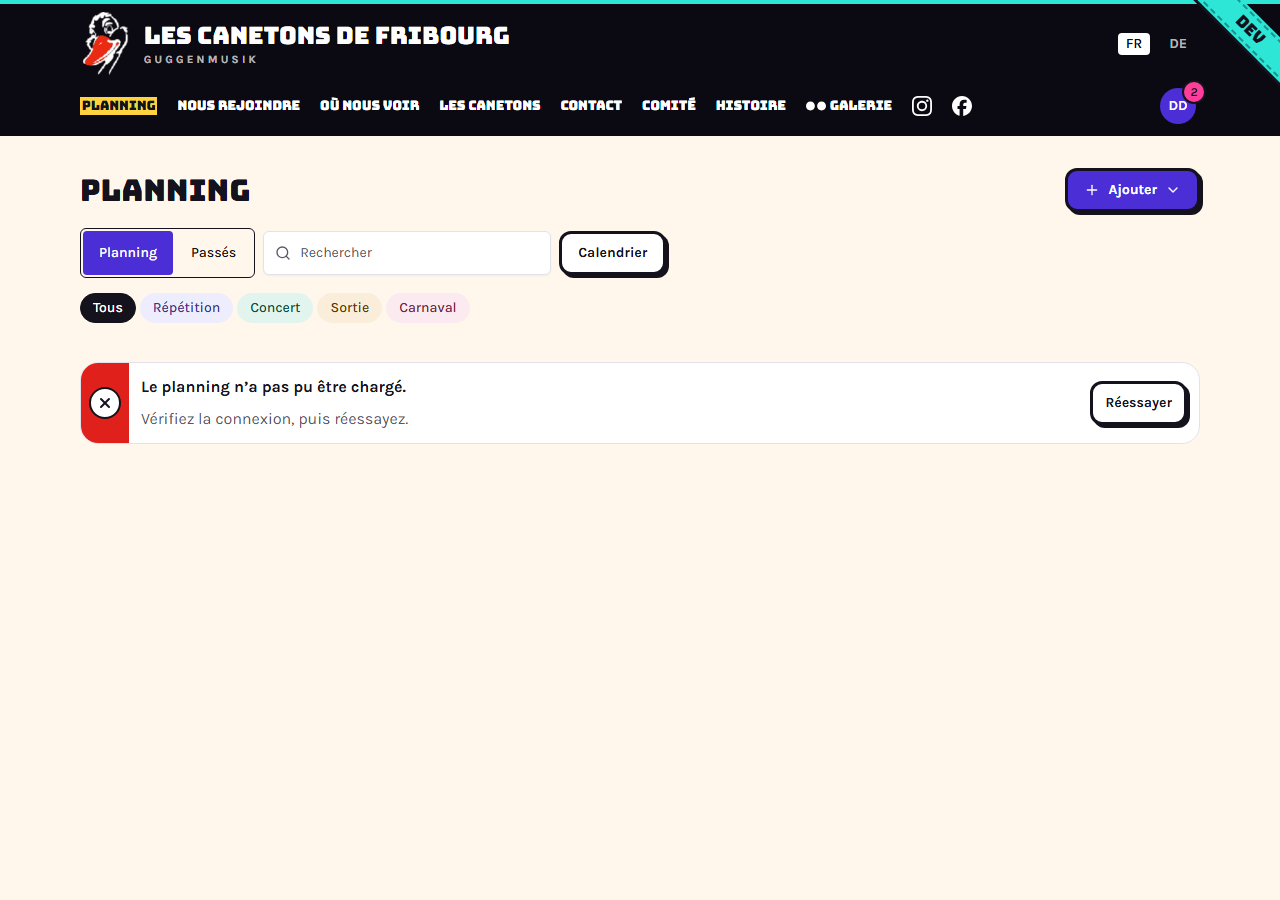 LES CANETONS DE FRIBOURG
GUGGENMUSIK
FR DE
DEV
PLANNING NOUS REJOINDRE OÙ NOUS VOIR LES CANETONS CONTACT COMITÉ HISTOIRE GALERIE
DD 2
PLANNING
Ajouter
Planning Passés Rechercher Calendrier
Tous Répétition Concert Sortie Carnaval
Le planning n’a pas pu être chargé.
Vérifiez la connexion, puis réessayez.
Réessayer